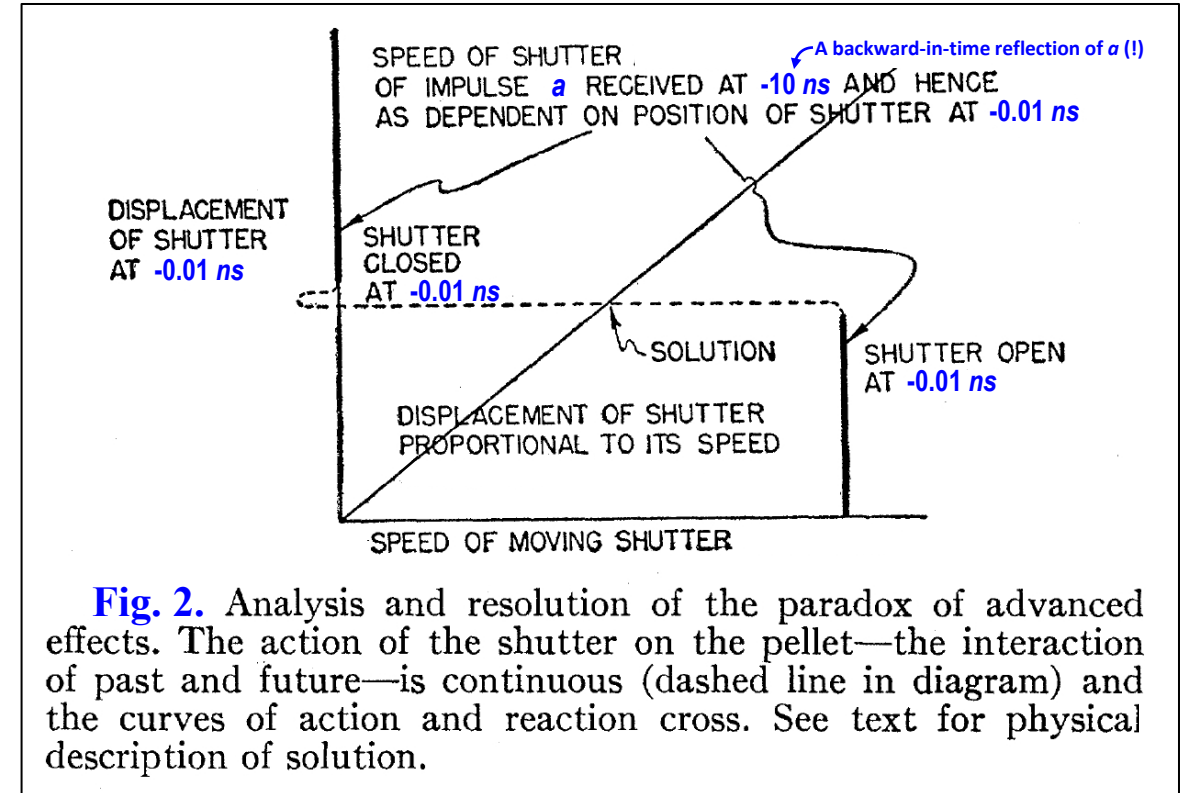 A backward-in-time reflection of a (!)
SPEED OF SHUTTER
OF IMPULSE a RECEIVED AT -10 ns AND HENCE
AS DEPENDENT ON POSITION OF SHUTTER AT -0.01 ns
DISPLACEMENT
OF SHUTTER
AT -0.01 ns
SHUTTER
CLOSED
AT -0.01 ns
SOLUTION
SHUTTER OPEN
AT -0.01 ns
DISPLACEMENT OF SHUTTER
PROPORTIONAL TO ITS SPEED
SPEED OF MOVING SHUTTER
Fig. 2. Analysis and resolution of the paradox of advanced
effects. The action of the shutter on the pellet—the interaction
of past and future—is continuous (dashed line in diagram) and
the curves of action and reaction cross. See text for physical
description of solution.